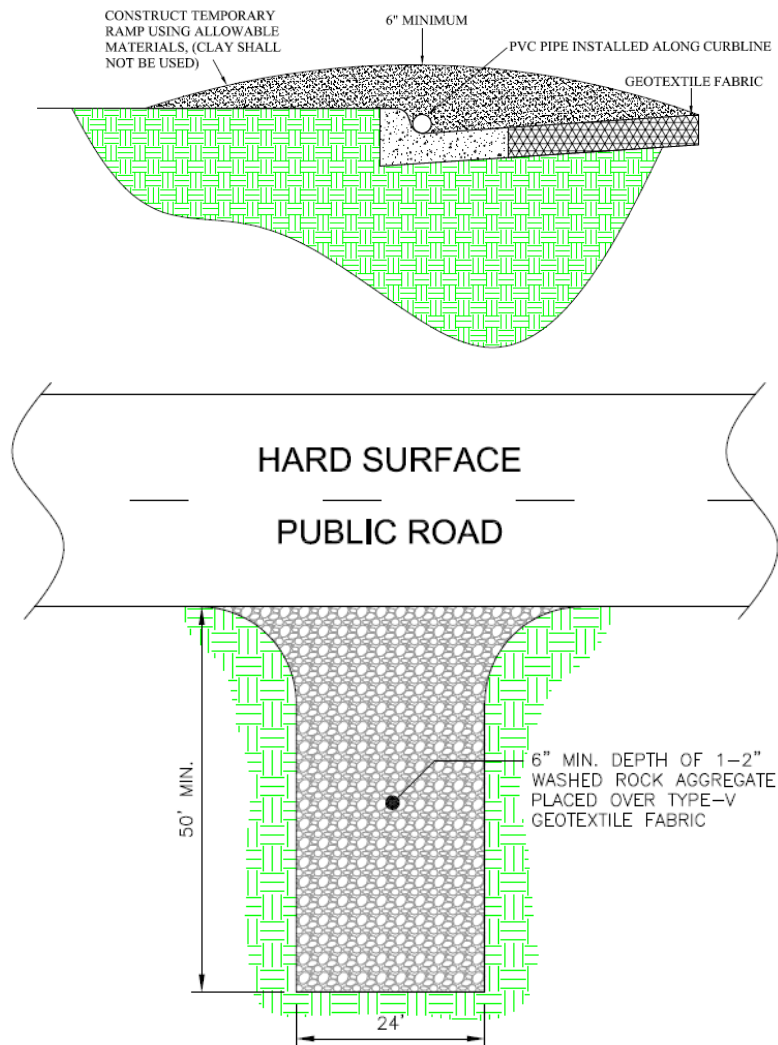 CONSTRUCT TEMPORARY
RAMP USING ALLOWABLE
MATERIALS, (CLAY SHALL
NOT BE USED)
6" MINIMUM
PVC PIPE INSTALLED ALONG CURBLINE
GEOTEXTILE FABRIC
HARD SURFACE
PUBLIC ROAD
50' MIN.
6" MIN. DEPTH OF 1-2"
WASHED ROCK AGGREGATE
PLACED OVER TYPE-V
GEOTEXTILE FABRIC
24'